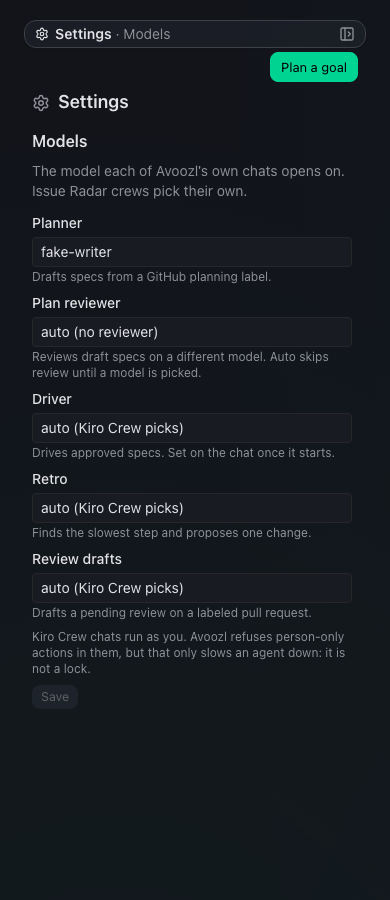 Settings · Models
Plan a goal
Settings
Models
The model each of Avoozl's own chats opens on.
Issue Radar crews pick their own.
Planner
fake-writer
Drafts specs from a GitHub planning label.
Plan reviewer
auto (no reviewer)
Reviews draft specs on a different model. Auto skips
review until a model is picked.
Driver
auto (Kiro Crew picks)
Drives approved specs. Set on the chat once it starts.
Retro
auto (Kiro Crew picks)
Finds the slowest step and proposes one change.
Review drafts
auto (Kiro Crew picks)
Drafts a pending review on a labeled pull request.
Kiro Crew chats run as you. Avoozl refuses person-only
actions in them, but that only slows an agent down: it is
not a lock.
Save